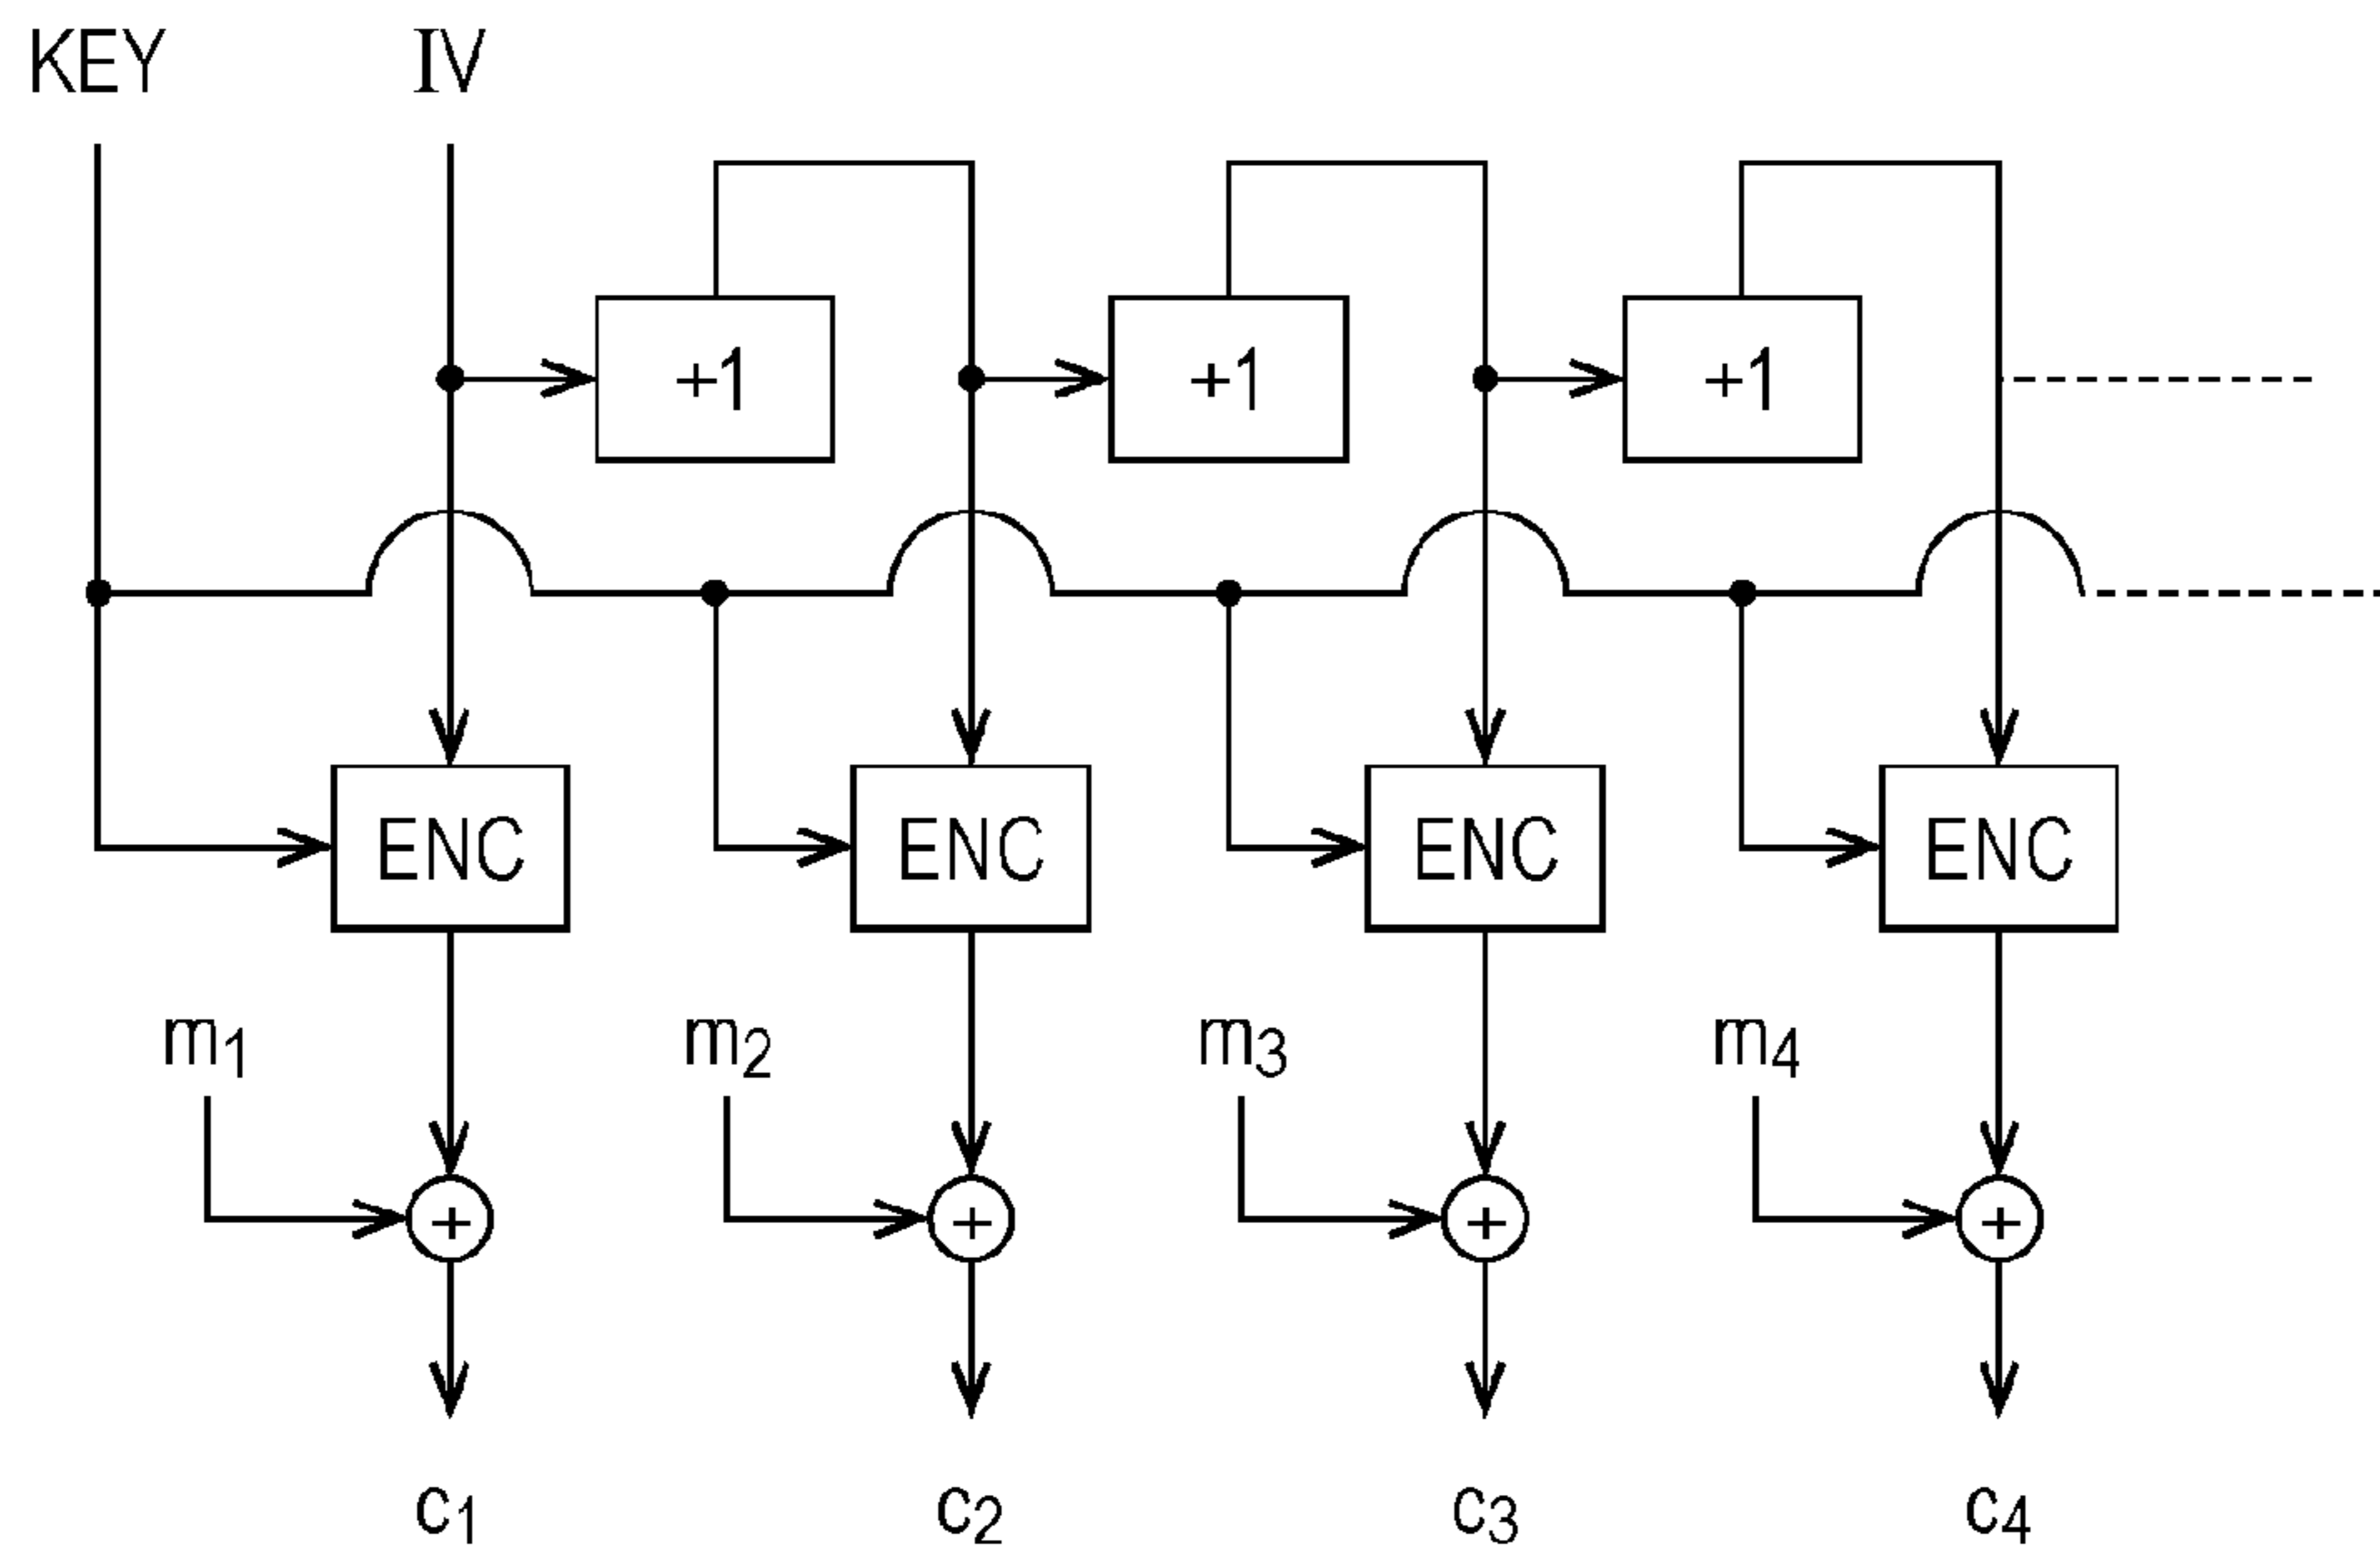 KEY IV
+1 +1 +1
ENC ENC ENC ENC
m1 m2 m3 m4
+ + + +
c1 c2 c3 c4